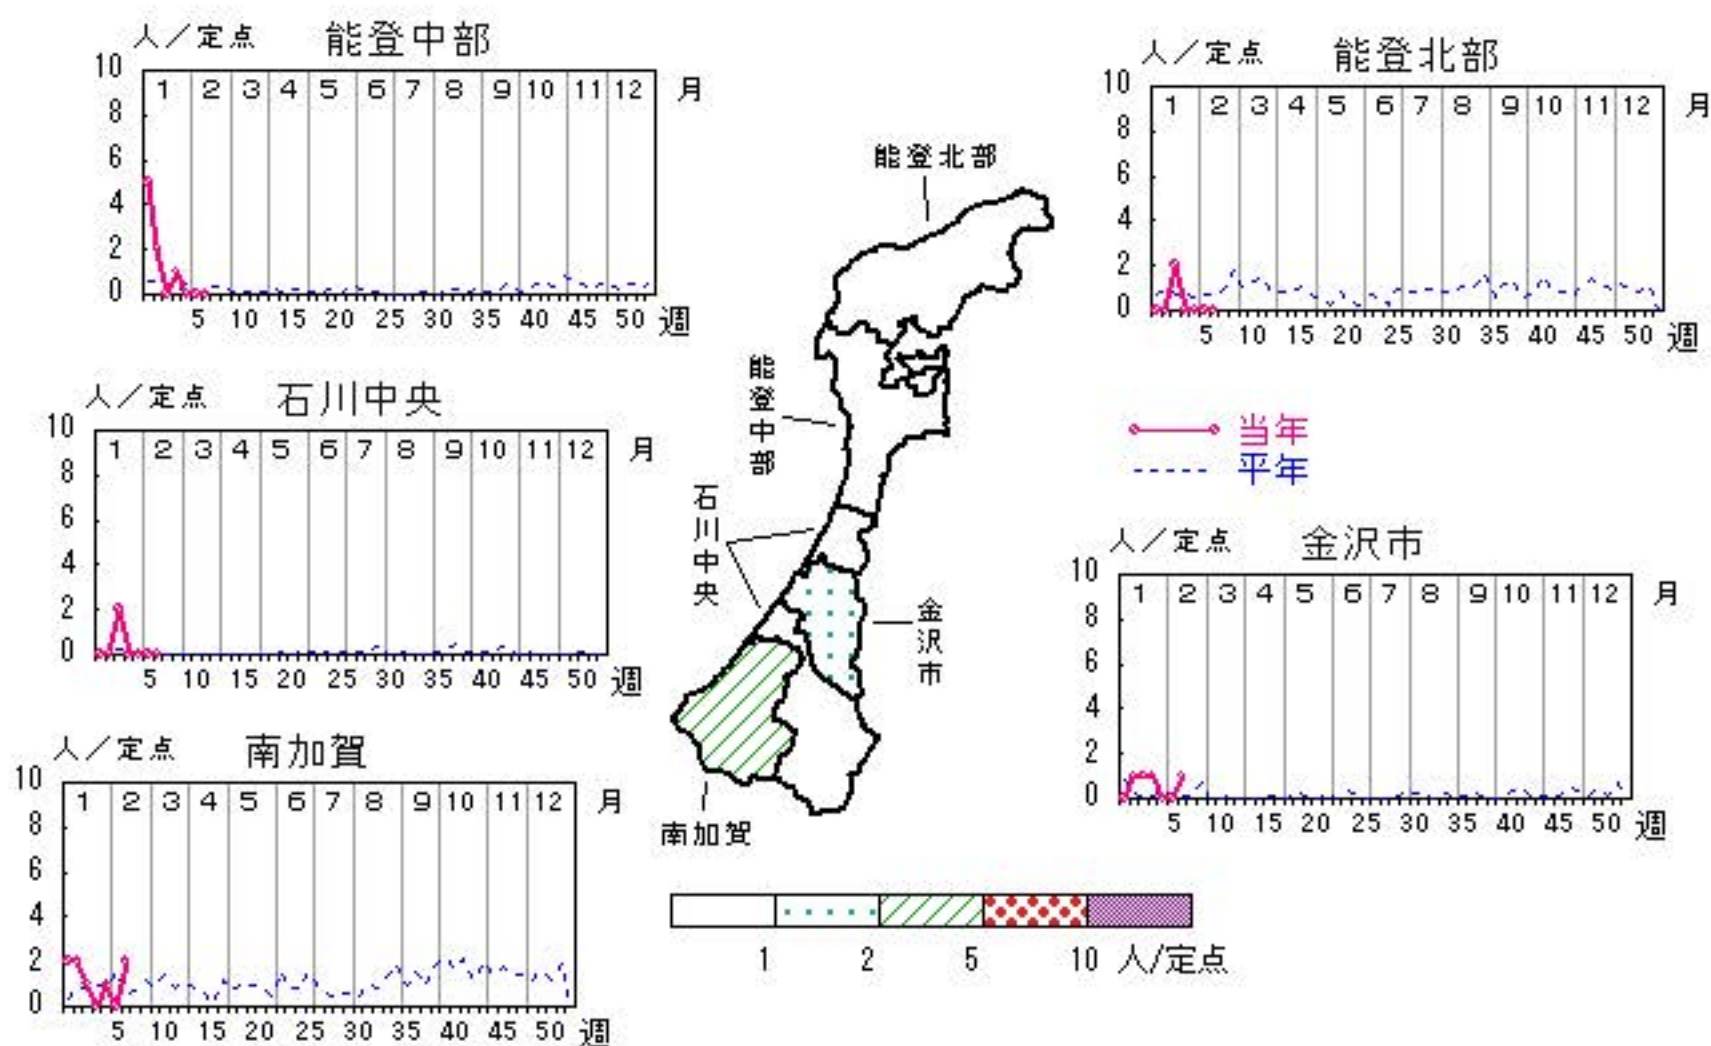 人／定点 能登中部
10 8 6 4 2 0
1 2 3 4 5 6 7 8 9 10 11 12 月
5 10 15 20 25 30 35 40 45 50 週
人／定点 能登北部
10 8 6 4 2 0
1 2 3 4 5 6 7 8 9 10 11 12 月
5 10 15 20 25 30 35 40 45 50 週
能登北部
能登中部
石川中央
金沢市
南加賀
人／定点 石川中央
10 8 6 4 2 0
1 2 3 4 5 6 7 8 9 10 11 12 月
5 10 15 20 25 30 35 40 45 50 週
当年
平年
人／定点 金沢市
10 8 6 4 2 0
1 2 3 4 5 6 7 8 9 10 11 12 月
5 10 15 20 25 30 35 40 45 50 週
人／定点 南加賀
10 8 6 4 2 0
1 2 3 4 5 6 7 8 9 10 11 12 月
5 10 15 20 25 30 35 40 45 50 週
1 2 5 10 人/定点